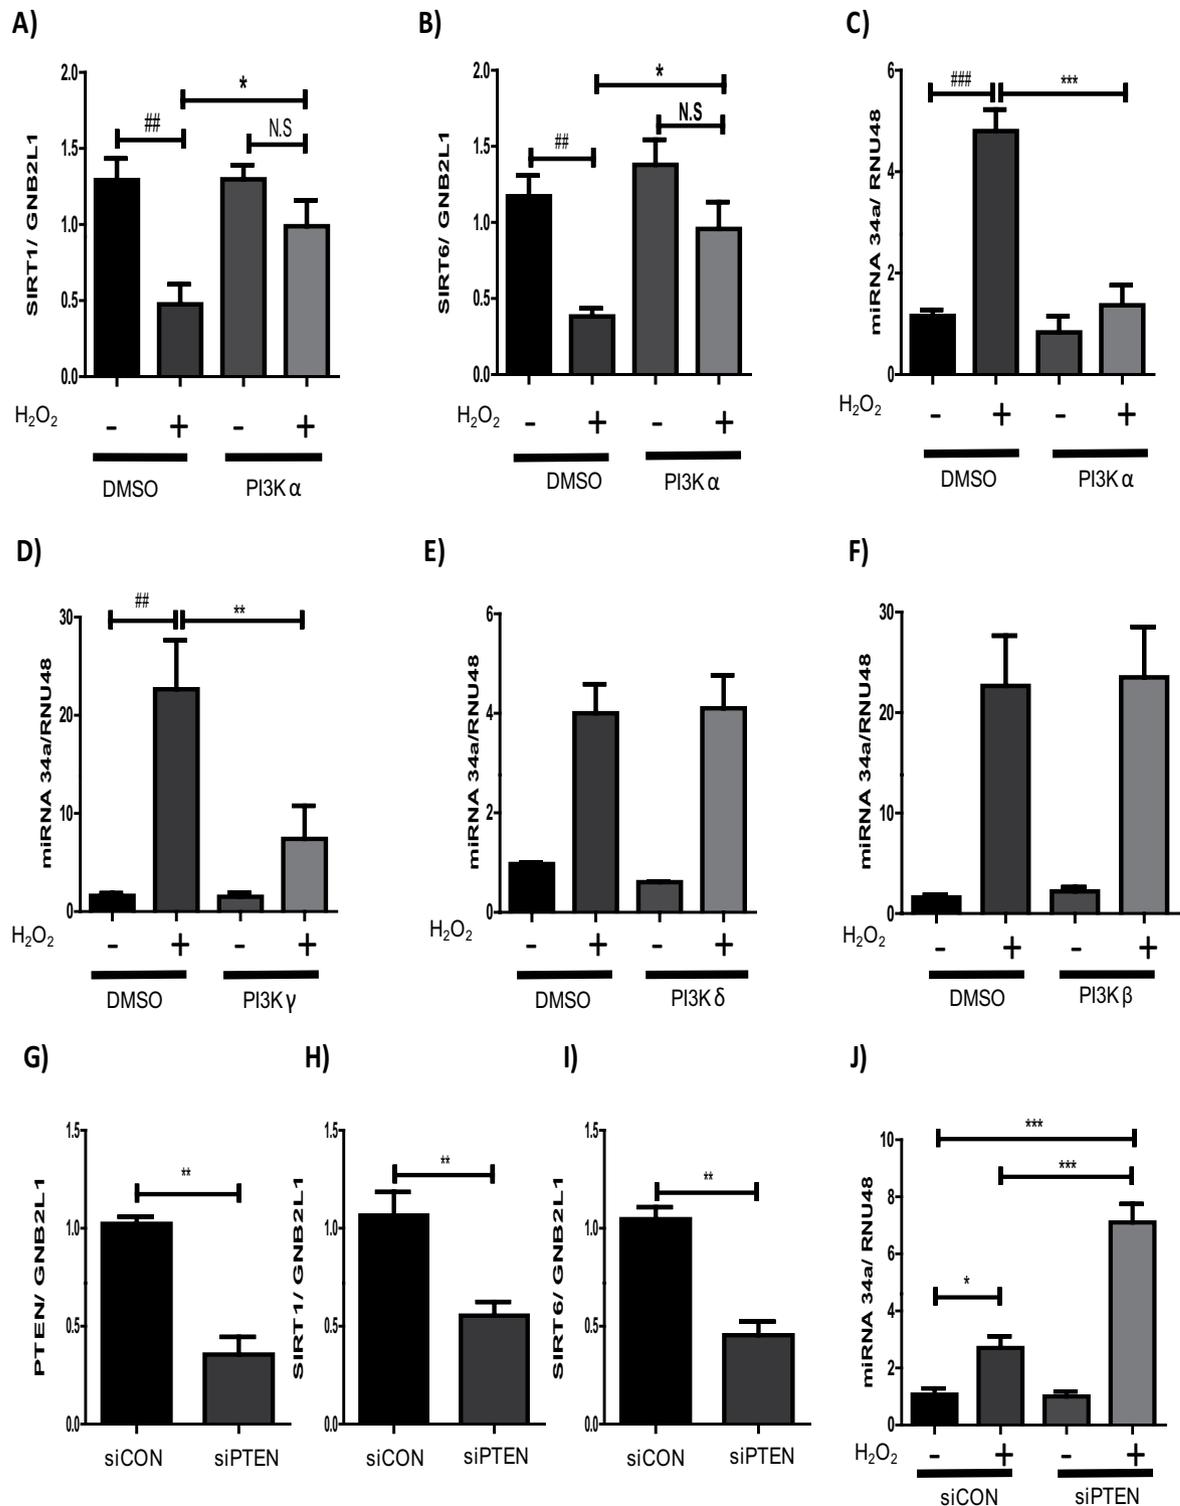 A)
SIRT1/ GNB2L1
2.0
1.5
1.0
0.5
0.0
##
*
N.S
H2O2
- + - +
DMSO PI3K α
B)
SIRT6/ GNB2L1
2.0
1.5
1.0
0.5
0.0
##
*
N.S
H2O2
- + - +
DMSO PI3K α
C)
miRNA 34a/ RNU48
6
4
2
0
### ***
H2O2
- + - +
DMSO PI3K α
D)
miRNA 34a/RNU48
30
20
10
0
## **
H2O2
- + - +
DMSO PI3K γ
E)
miRNA 34a/RNU48
6
4
2
0
H2O2
- + - +
DMSO PI3K δ
F)
miRNA 34a/RNU48
30
20
10
0
H2O2
- + - +
DMSO PI3K β
G)
PTEN/ GNB2L1
1.5
1.0
0.5
0.0
**
siCON siPTEN
H)
SIRT1/ GNB2L1
1.5
1.0
0.5
0.0
**
siCON siPTEN
I)
SIRT6/ GNB2L1
1.5
1.0
0.5
0.0
**
siCON siPTEN
J)
miRNA 34a/ RNU48
10
8
6
4
2
0
***
***
*
H2O2
- + - +
siCON siPTEN